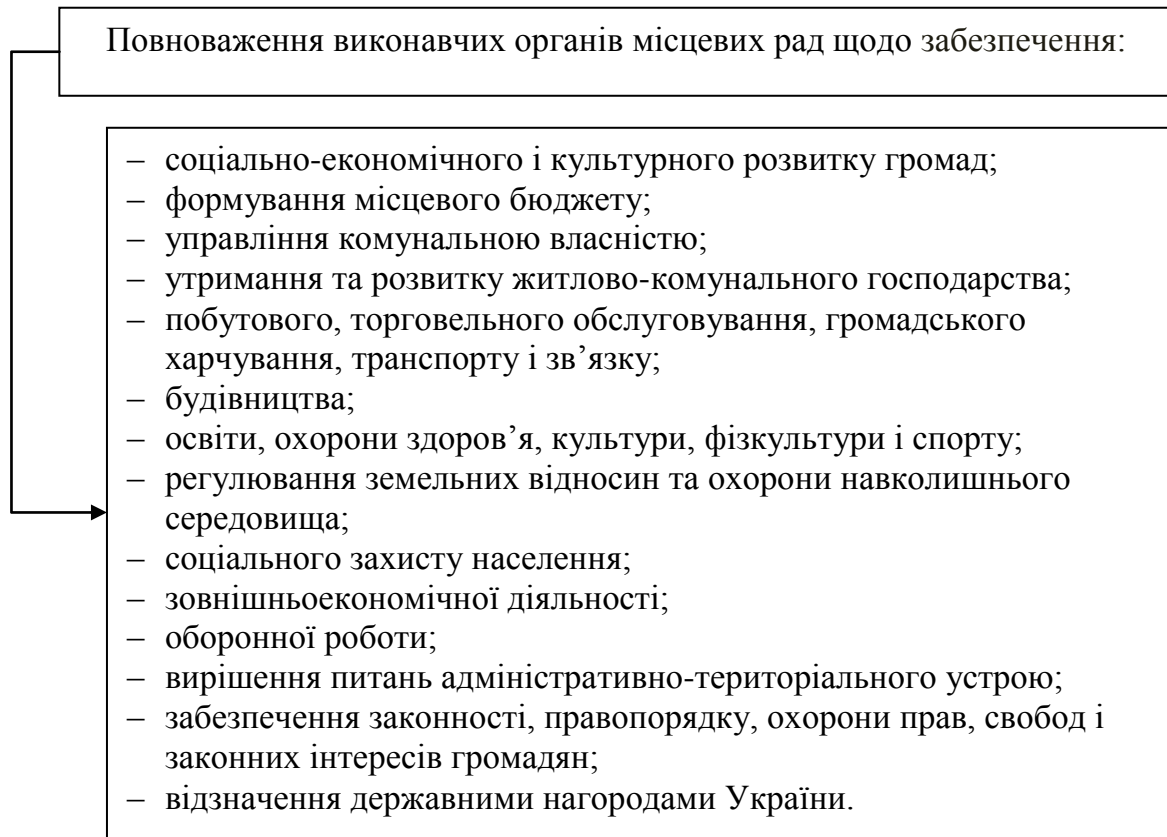 Повноваження виконавчих органів місцевих рад щодо забезпечення:
– соціально-економічного і культурного розвитку громад;
– формування місцевого бюджету;
– управління комунальною власністю;
– утримання та розвитку житлово-комунального господарства;
– побутового, торговельного обслуговування, громадського
харчування, транспорту і зв’язку;
– будівництва;
– освіти, охорони здоров’я, культури, фізкультури і спорту;
– регулювання земельних відносин та охорони навколишнього
середовища;
– соціального захисту населення;
– зовнішньоекономічної діяльності;
– оборонної роботи;
– вирішення питань адміністративно-територіального устрою;
– забезпечення законності, правопорядку, охорони прав, свобод і
законних інтересів громадян;
– відзначення державними нагородами України.